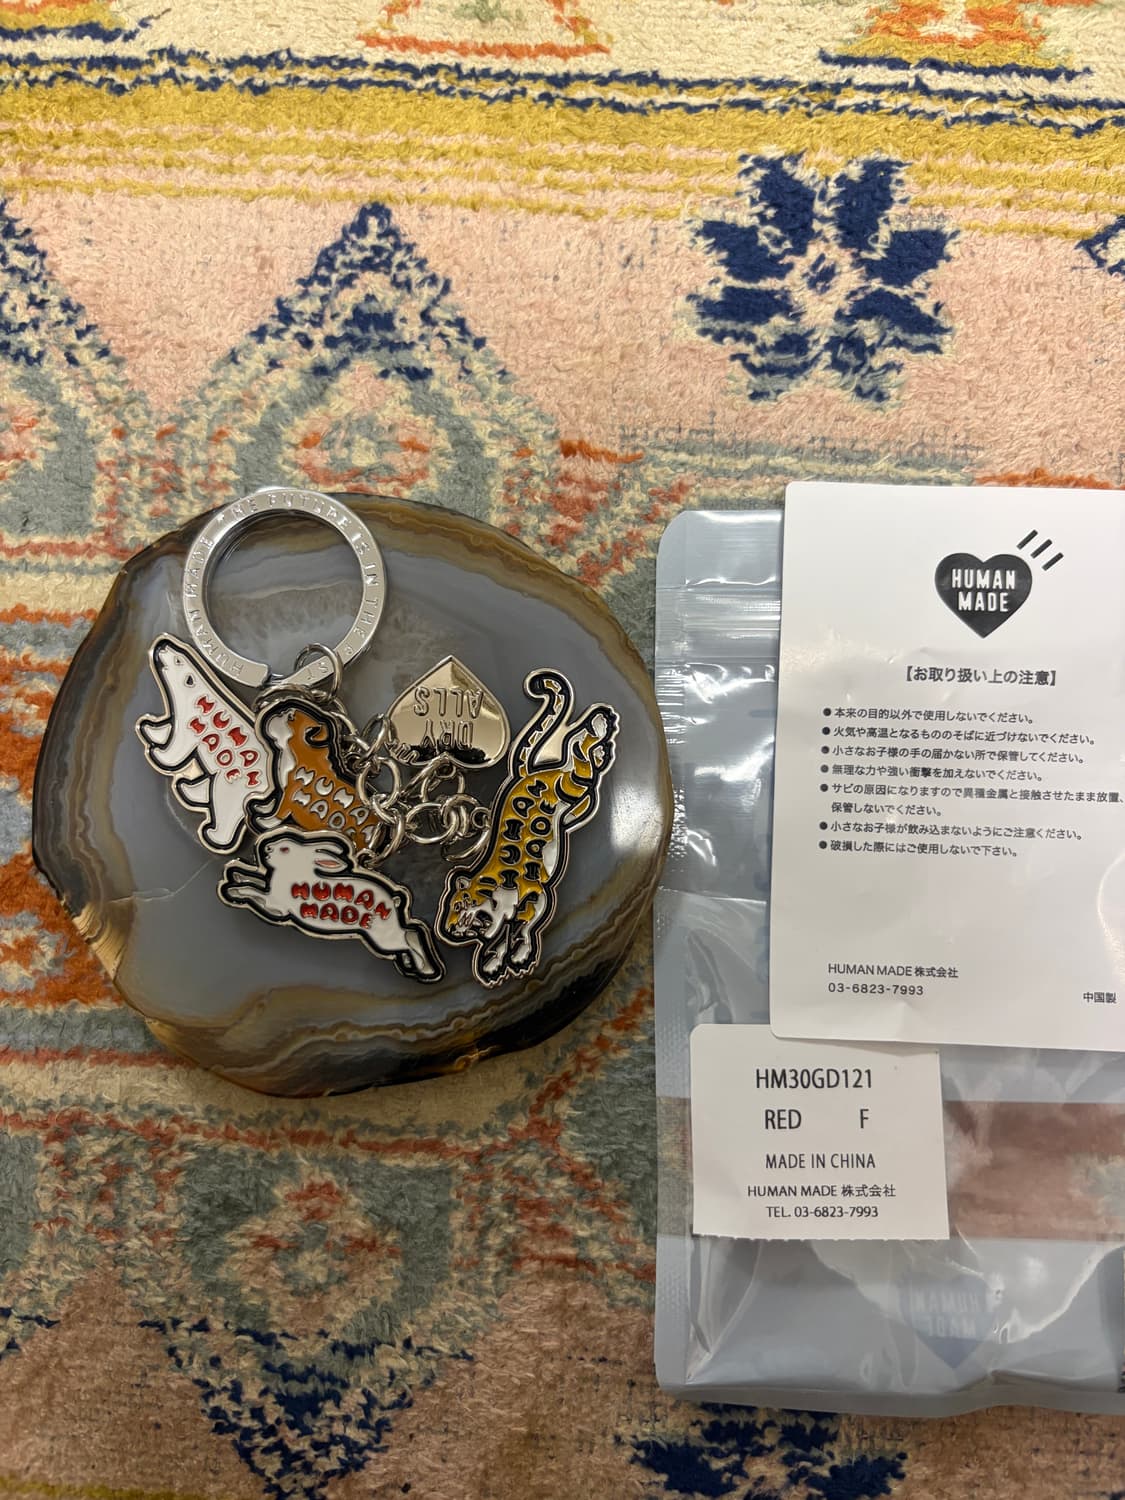 HUMAN MADE THE FUTURE IS IN THE PAST
HUMAN
MADE
HUMAN
MADE
HUMAN
MADE
HUMAN
MADE
DRY
ALLS
HUMAN
MADE
【お取り扱い上の注意】
●本来の目的以外で使用しないでください。
●火気や高温となるもののそばに近づけないでください。
●小さなお子様の手の届かない所で保管してください。
●無理な力や強い衝撃を加えないでください。
●サビの原因になりますので異種金属と接触させたまま放置、
保管しないでください。
●小さなお子様が飲み込まないようにご注意ください。
●破損した際にはご使用しないで下さい。
HUMAN MADE 株式会社
03-6823-7993
中国製
HM30GD121
RED F
MADE IN CHINA
HUMAN MADE 株式会社
TEL. 03-6823-7993
HUMAN
MADE